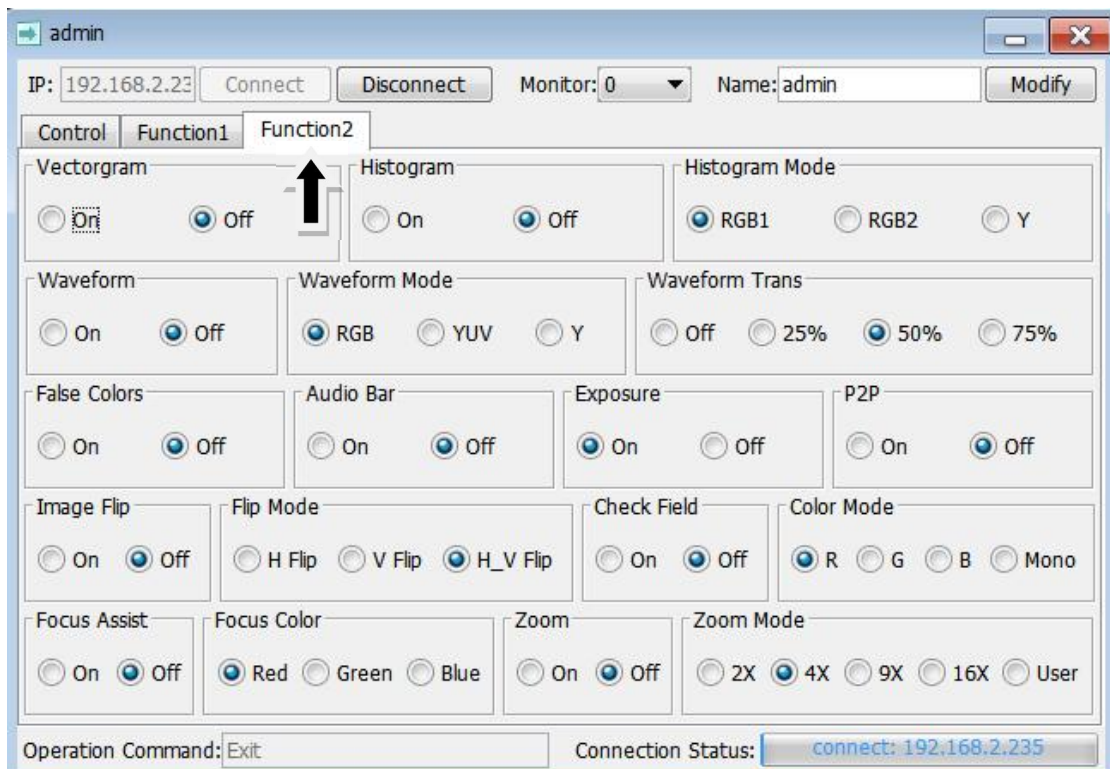 admin
IP: 192.168.2.23 Connect Disconnect Monitor: 0 Name: admin Modify
Control Function1 Function2
Vectorgram Histogram Histogram Mode
On Off On Off RGB1 RGB2 Y
Waveform Waveform Mode Waveform Trans
On Off RGB YUV Y Off 25% 50% 75%
False Colors Audio Bar Exposure P2P
On Off On Off On Off On Off
Image Flip Flip Mode Check Field Color Mode
On Off H Flip V Flip H_V Flip On Off R G B Mono
Focus Assist Focus Color Zoom Zoom Mode
On Off Red Green Blue On Off 2X 4X 9X 16X User
Operation Command: Exit Connection Status: connect: 192.168.2.235